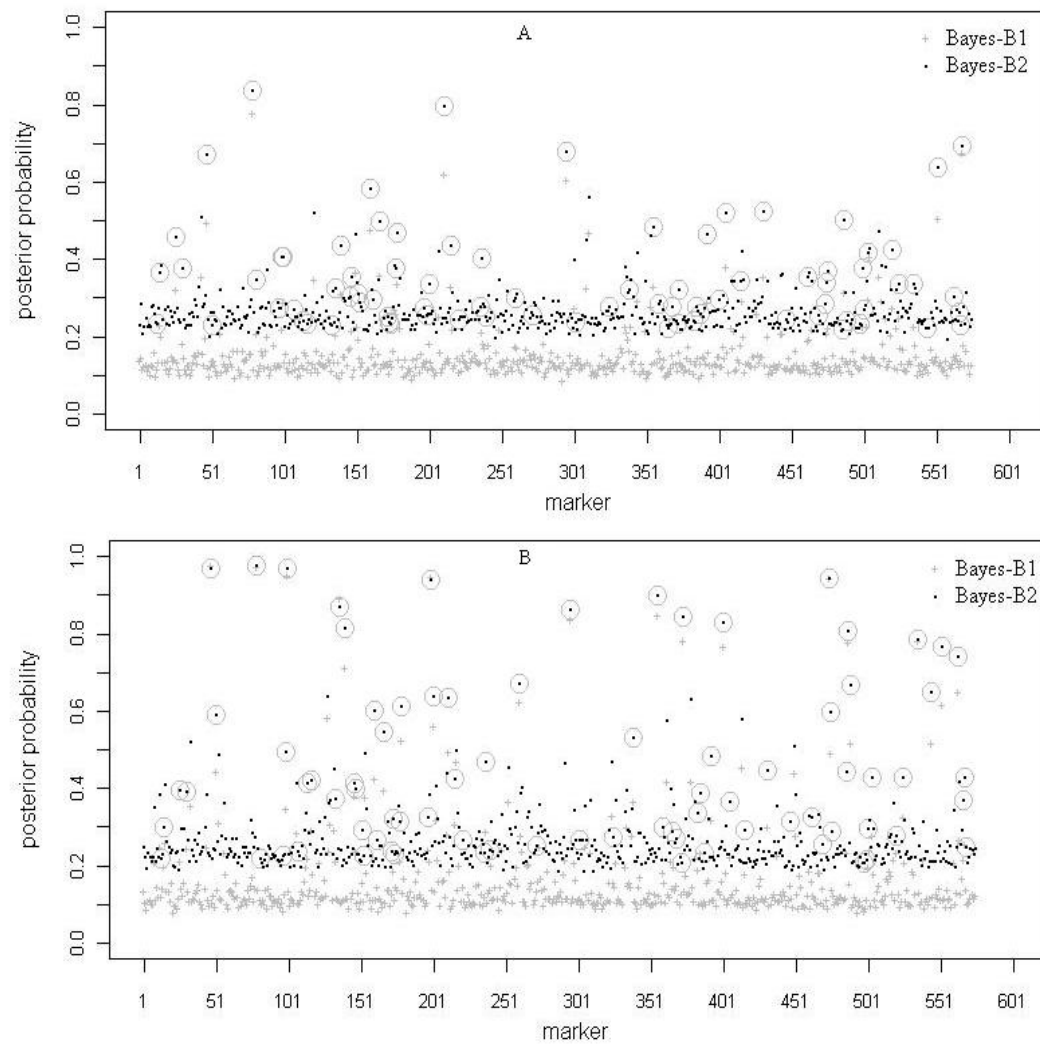 A
+ Bayes-B1
· Bayes-B2
1.0
0.8
0.6
0.4
0.2
0.0
posterior probability
1 51 101 151 201 251 301 351 401 451 501 551 601
marker
B
+ Bayes-B1
· Bayes-B2
1.0
0.8
0.6
0.4
0.2
0.0
posterior probability
1 51 101 151 201 251 301 351 401 451 501 551 601
marker